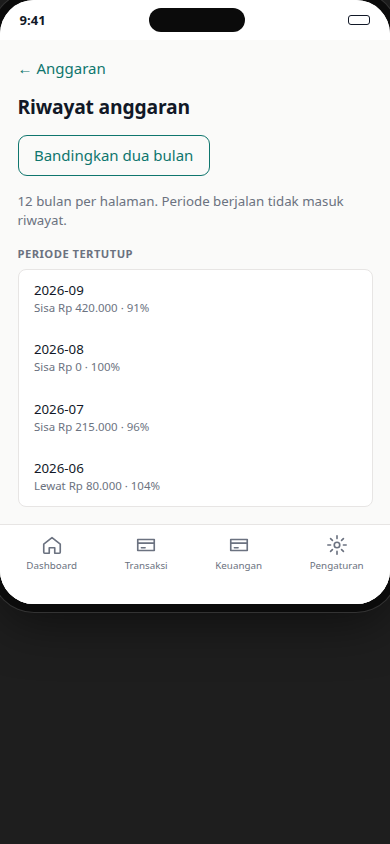 9:41
← Anggaran
Riwayat anggaran
Bandingkan dua bulan
12 bulan per halaman. Periode berjalan tidak masuk
riwayat.
PERIODE TERTUTUP
2026-09
Sisa Rp 420.000 · 91%
2026-08
Sisa Rp 0 · 100%
2026-07
Sisa Rp 215.000 · 96%
2026-06
Lewat Rp 80.000 · 104%
Dashboard Transaksi Keuangan Pengaturan